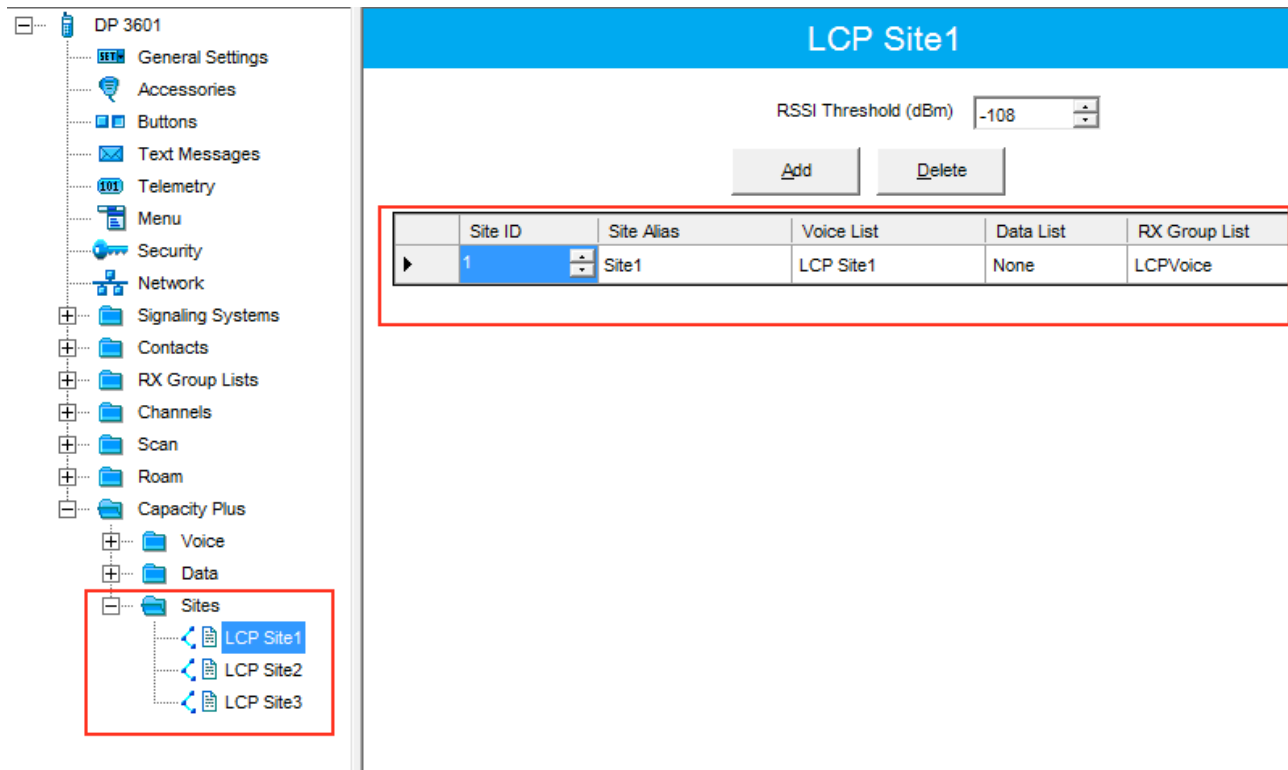 DP 3601
SET General Settings
Accessories
Buttons
Text Messages
101 Telemetry
Menu
Security
Network
Signaling Systems
Contacts
RX Group Lists
Channels
Scan
Roam
Capacity Plus
Voice
Data
Sites
LCP Site1
LCP Site2
LCP Site3
LCP Site1
RSSI Threshold (dBm) -108
Add Delete
Site ID Site Alias Voice List Data List RX Group List
1 Site1 LCP Site1 None LCPVoice